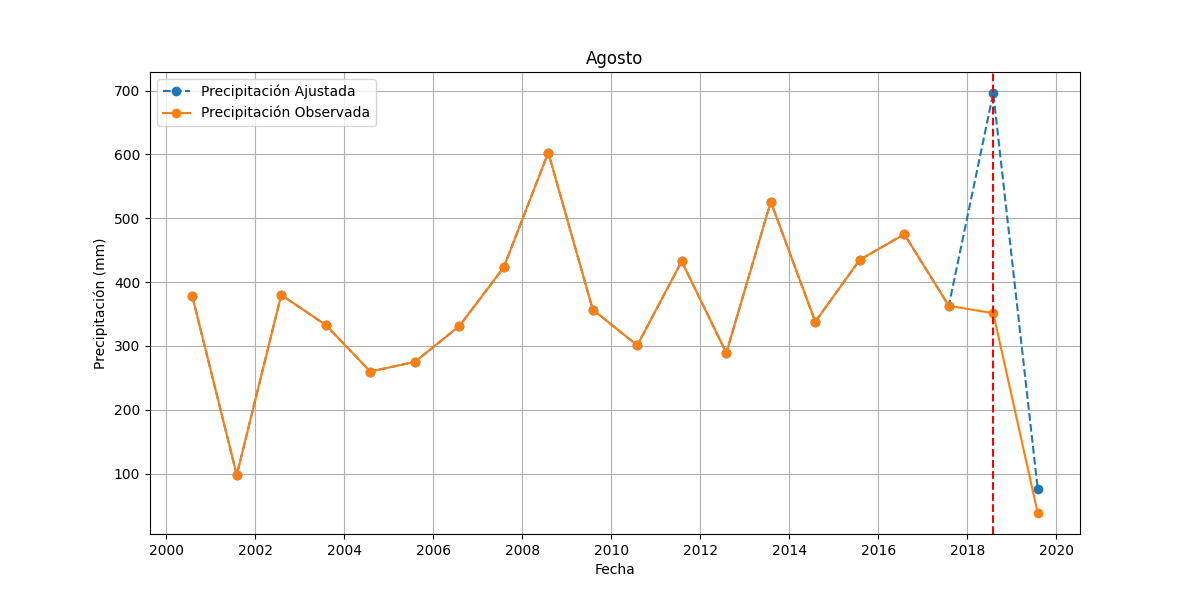 Agosto
Precipitación Ajustada
Precipitación Observada
Precipitación (mm)
700
600
500
400
300
200
100
2000 2002 2004 2006 2008 2010 2012 2014 2016 2018 2020
Fecha